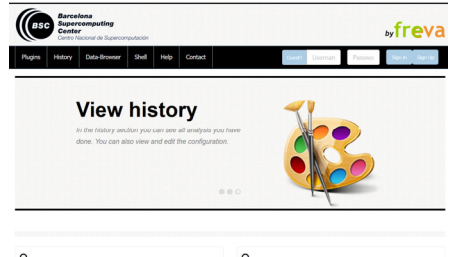 BSC
Barcelona
Supercomputing
Center
Centro Nacional de Supercomputación
by freva
Plugins History Data-Browser Shell Help Contact Guest? Username Password Sign In Sign Up
View history
In the history section you can see all analysis you have
done. You can also view and edit the configuration.